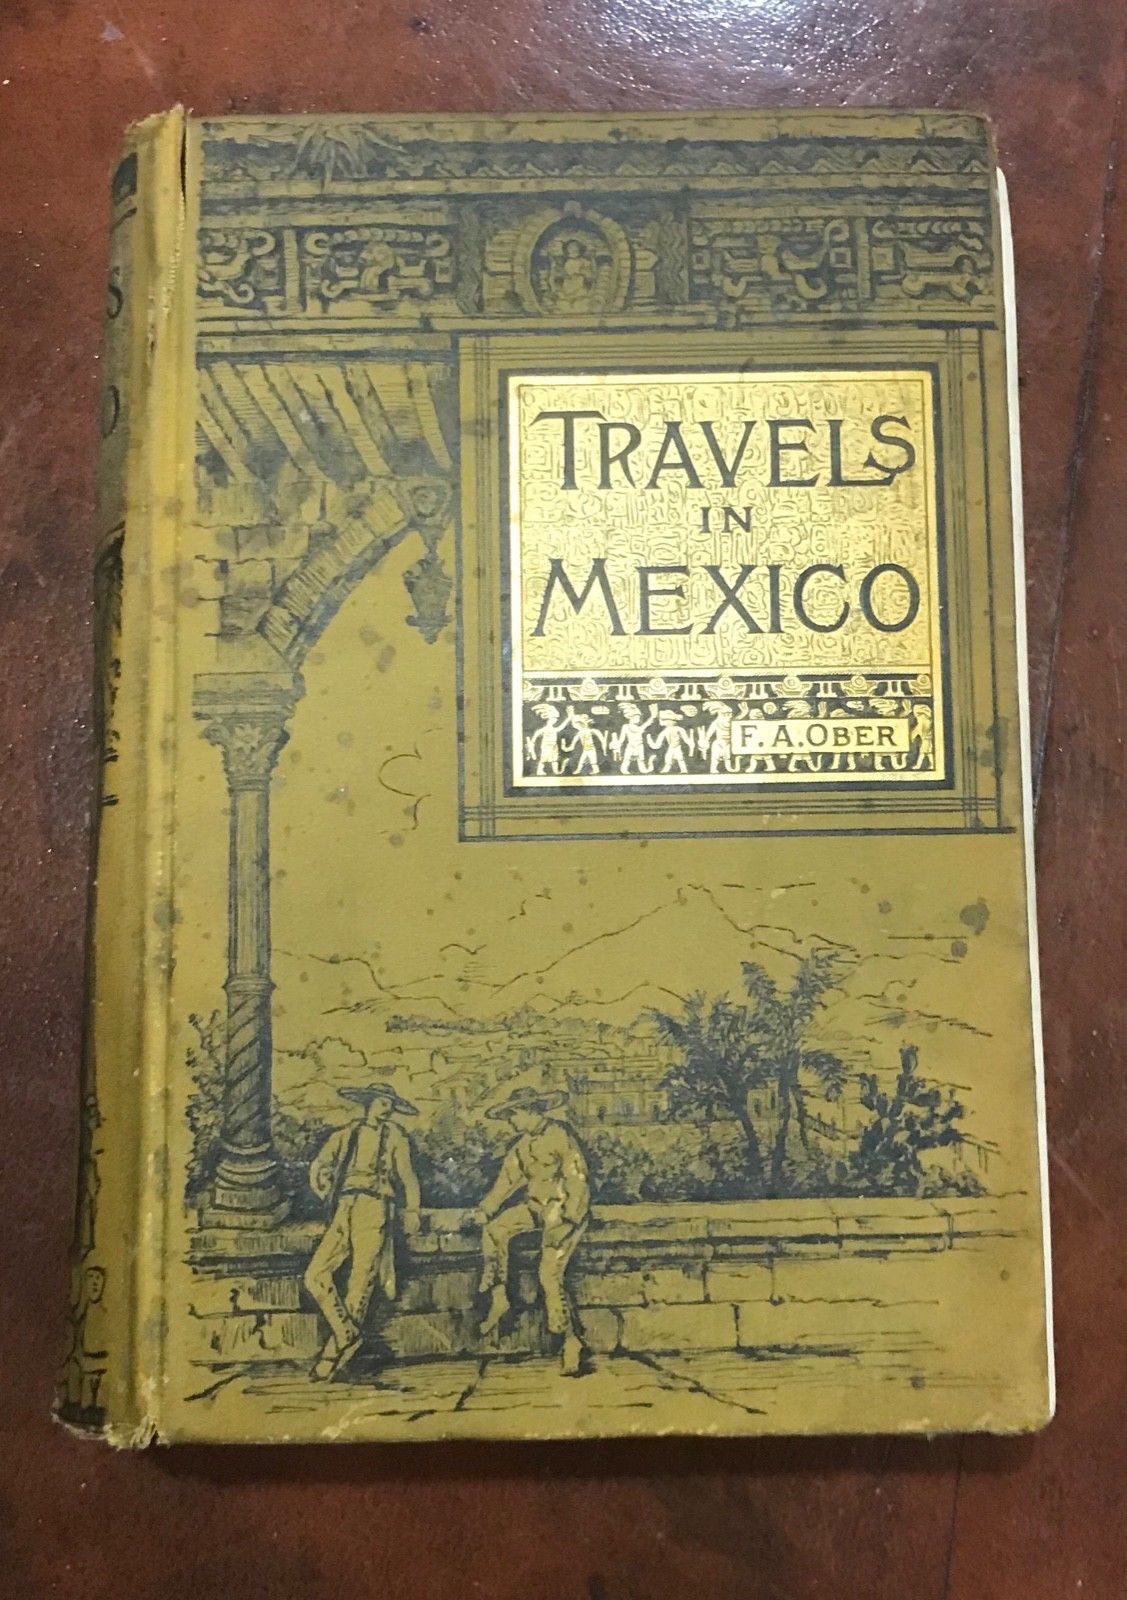 TRAVELS
IN
MEXICO
F. A. OBER
S
O